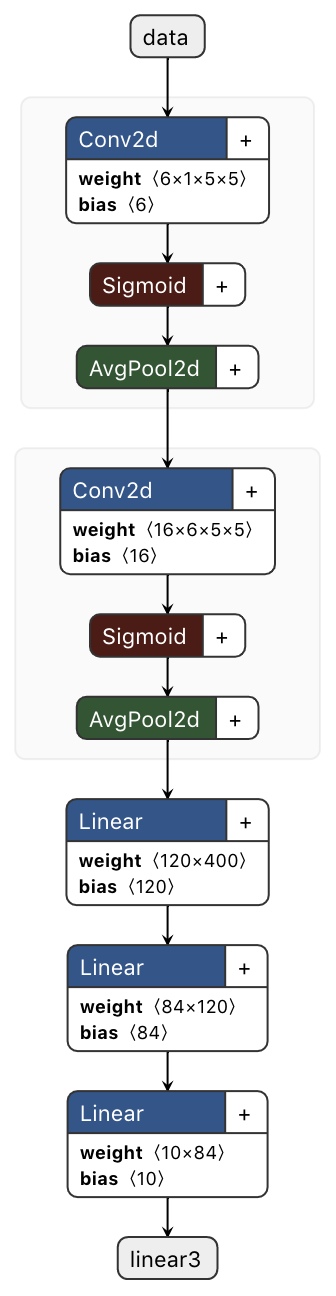 data
Conv2d +
weight 〈6×1×5×5〉
bias 〈6〉
Sigmoid +
AvgPool2d +
Conv2d +
weight 〈16×6×5×5〉
bias 〈16〉
Sigmoid +
AvgPool2d +
Linear +
weight 〈120×400〉
bias 〈120〉
Linear +
weight 〈84×120〉
bias 〈84〉
Linear +
weight 〈10×84〉
bias 〈10〉
linear3